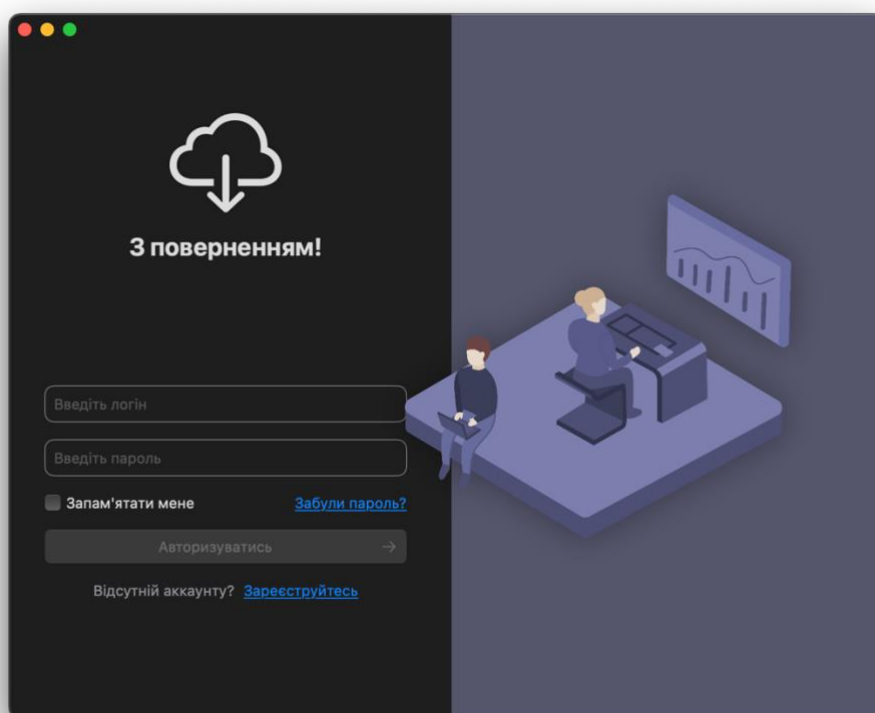 З поверненням!
Введіть логін
Введіть пароль
Запам'ятати мене Забули пароль?
Авторизуватись →
Відсутній аккаунту? Зареєструйтесь